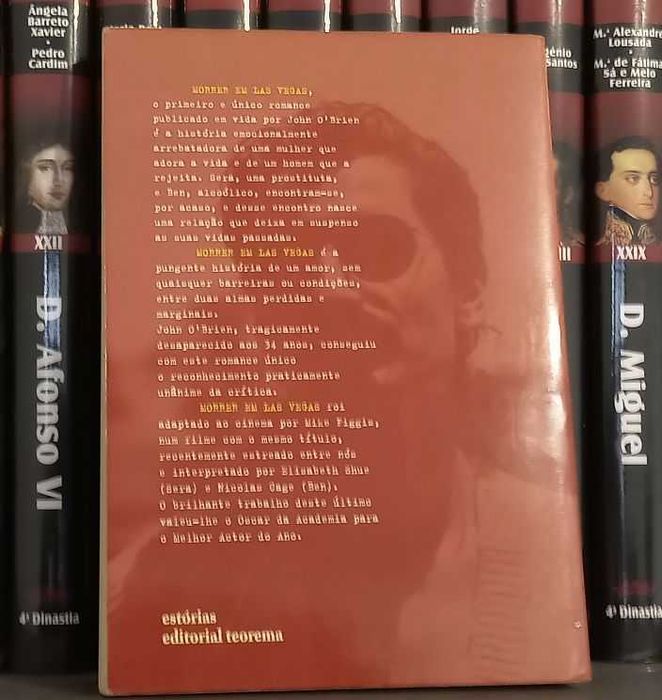 Ângela
Barreto
Xavier
•
Pedro
Cardim
XXII
D. Afonso VI
4ª Dinastia
MORRER EM LAS VEGAS,
o primeiro e único romance
publicado em vida por John O'Brien
é a história emocionalmente
arrebatadora de uma mulher que
adora a vida e de um homem que a
rejeita. Sera, uma prostituta,
e Ben, alcoólico, encontram-se,
por acaso, e desse encontro nasce
uma relação que deixa em suspenso
as suas vidas passadas.
MORRER EM LAS VEGAS é a
pungente história de um amor, sem
quaisquer barreiras ou condições,
entre duas almas perdidas e
marginais.
John O'Brien, tragicamente
desaparecido aos 34 anos, conseguiu
com este romance único
o reconhecimento praticamente
unânime da crítica.
MORRER EM LAS VEGAS foi
adaptado ao cinema por Mike Figgis,
num filme com o mesmo título,
recentemente estreado entre nós
e interpretado por Elisabeth Shue
(Sera) e Nicolas Cage (Ben).
O brilhante trabalho deste último
valeu-lhe o Oscar da Academia para
o Melhor Actor do Ano.
estórias
editorial teorema
Jorge
Santos
M.ª Alexandre
Lousada
•
M.ª de Fátima
Sá e Melo
Ferreira
XXIX
D. Miguel
4ª Dinastia